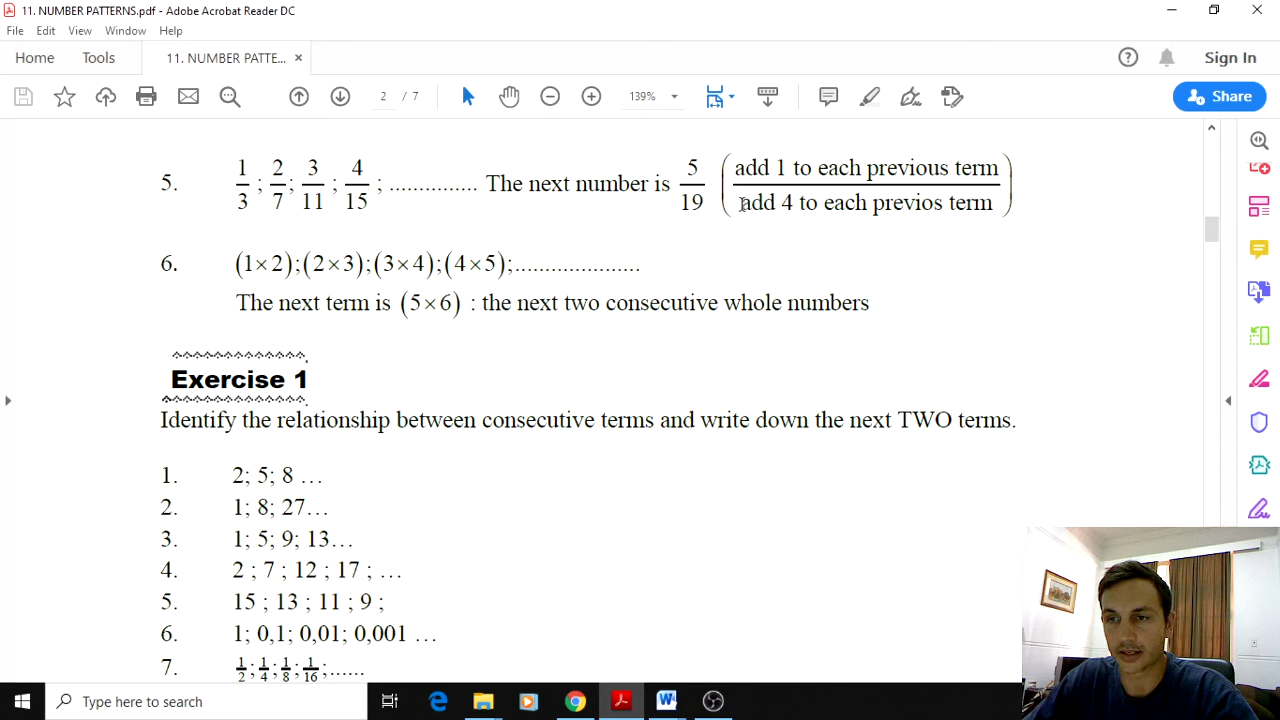 11. NUMBER PATTERNS.pdf - Adobe Acrobat Reader DC
File Edit View Window Help
Home Tools 11. NUMBER PATTE... ×
Sign In
2 / 7 139% Share
5. 1/3 ; 2/7; 3/11 ; 4/15 ; ............... The next number is 5/19 (add 1 to each previous term / add 4 to each previos term)
6. (1×2);(2×3);(3×4);(4×5);.....................
The next term is (5×6) : the next two consecutive whole numbers
Exercise 1
Identify the relationship between consecutive terms and write down the next TWO terms.
1. 2; 5; 8 …
2. 1; 8; 27…
3. 1; 5; 9; 13…
4. 2 ; 7 ; 12 ; 17 ; …
5. 15 ; 13 ; 11 ; 9 ;
6. 1; 0,1; 0,01; 0,001 …
7. 1/2 ; 1/4 ; 1/8 ; 1/16 ;......
Type here to search